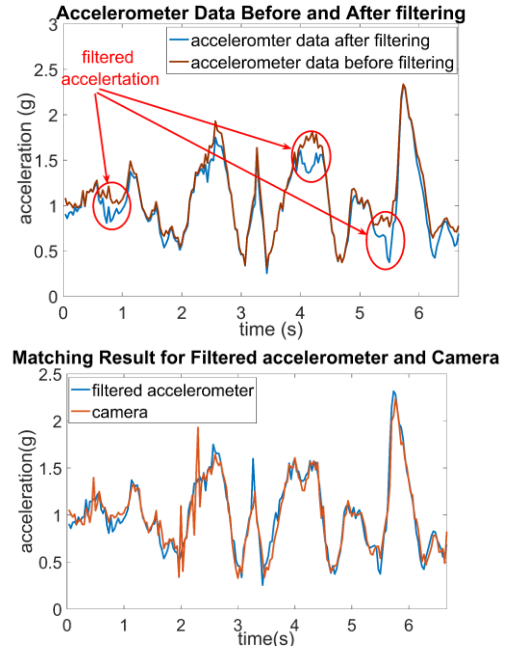 Accelerometer Data Before and After filtering
3
2.5
2
1.5
1
0.5
0
acceleration (g)
acceleromter data after filtering
accelerometer data before filtering
filtered
accelertation
0 1 2 3 4 5 6
time (s)
Matching Result for Filtered accelerometer and Camera
2.5
2
1.5
1
0.5
0
acceleration(g)
filtered accelerometer
camera
0 1 2 3 4 5 6
time(s)